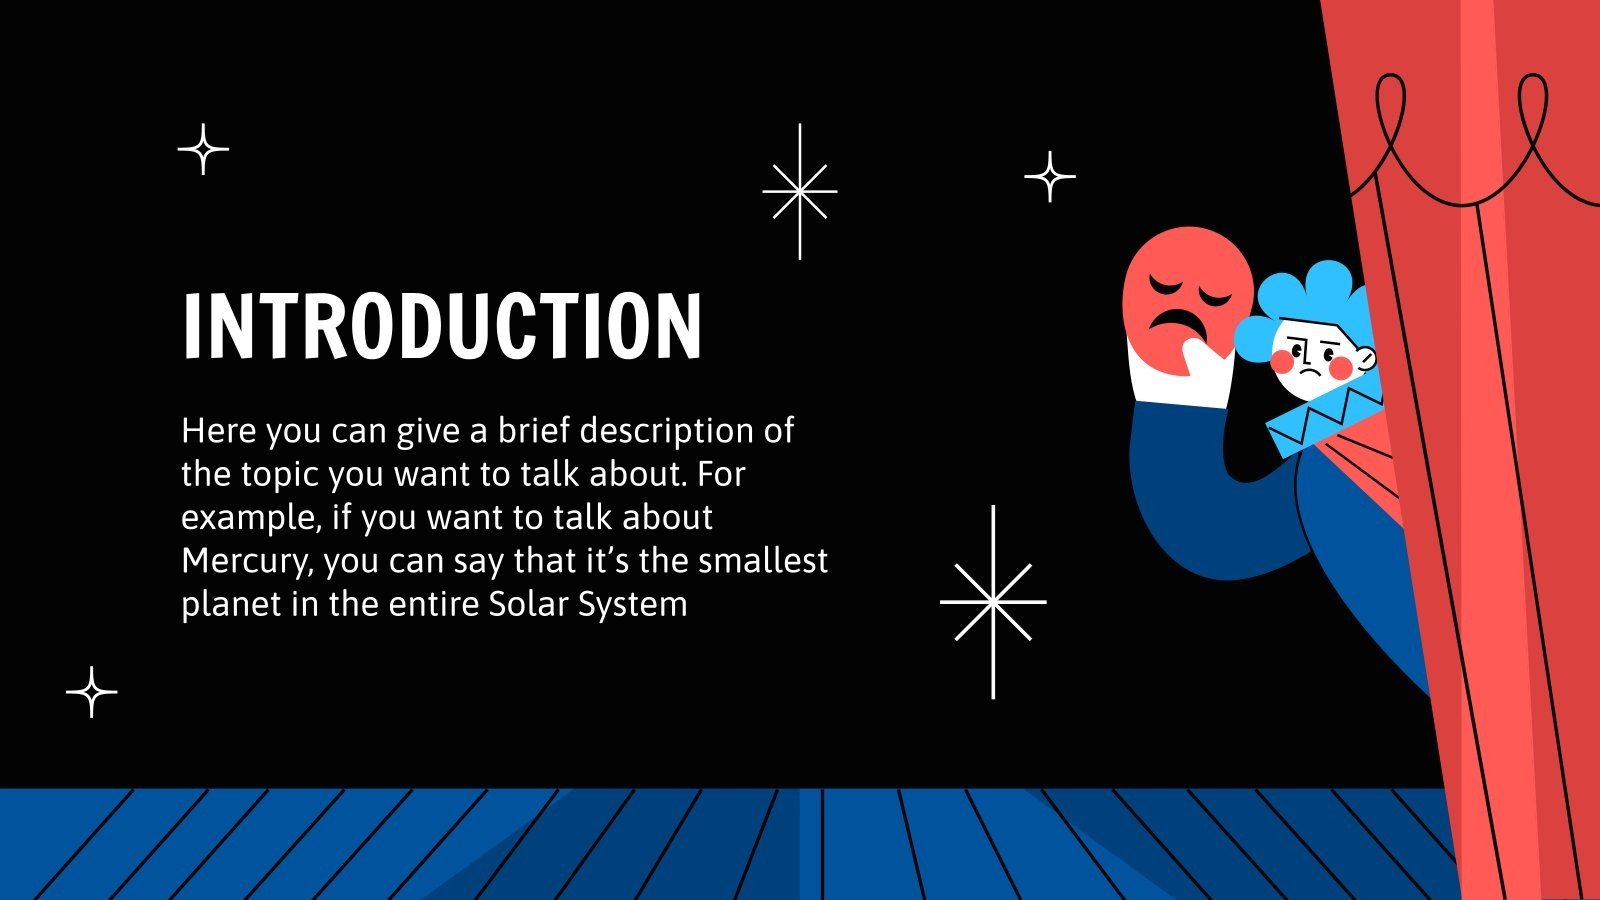 INTRODUCTION
Here you can give a brief description of
the topic you want to talk about. For
example, if you want to talk about
Mercury, you can say that it’s the smallest
planet in the entire Solar System